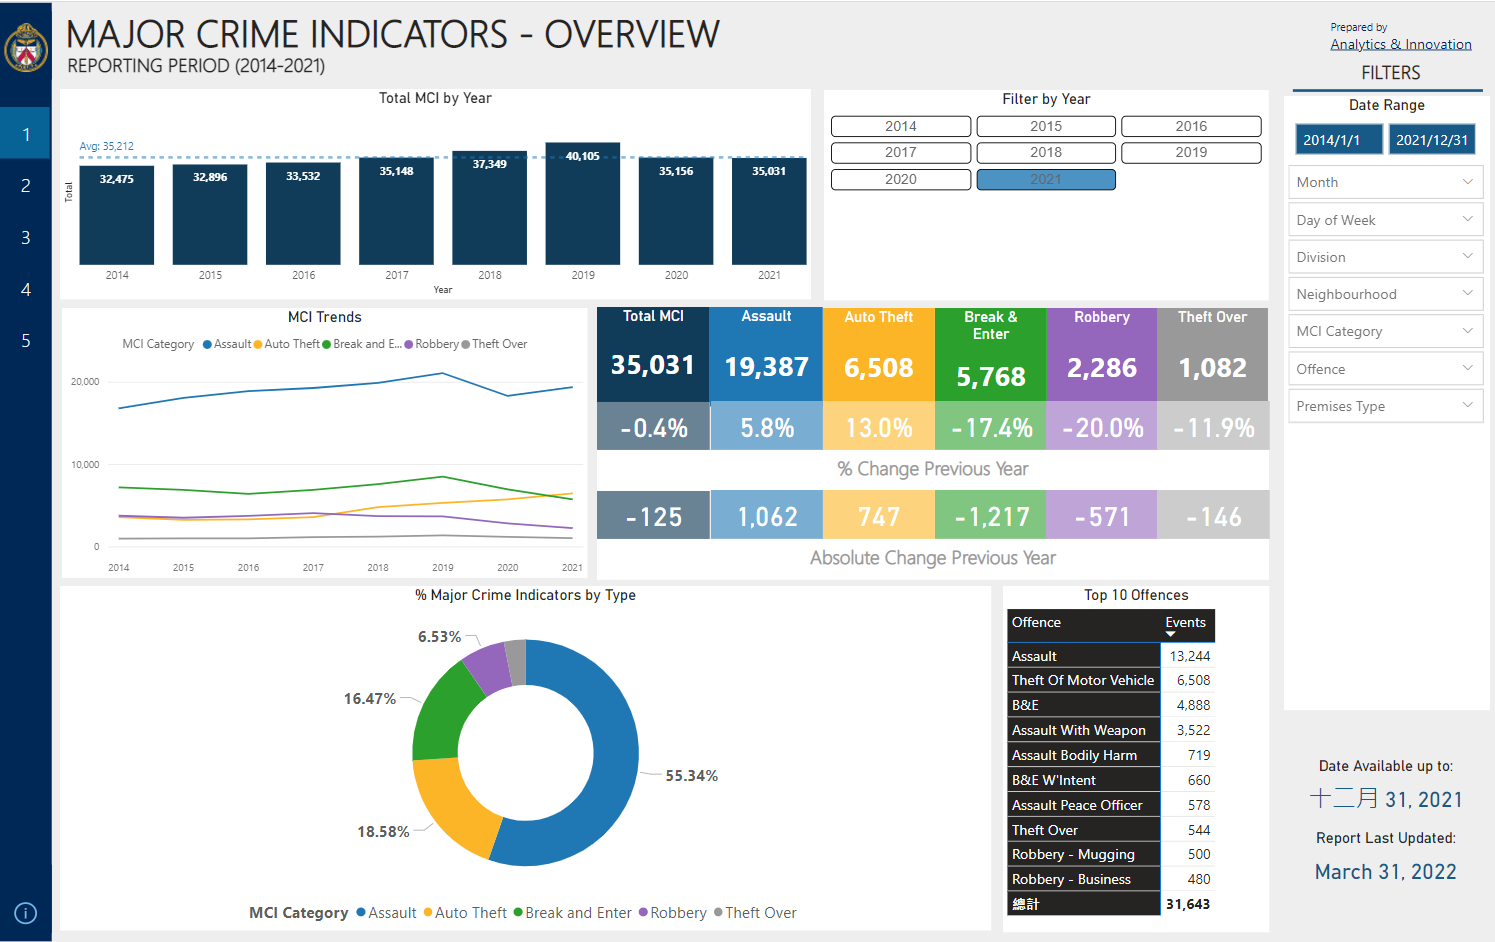 MAJOR CRIME INDICATORS - OVERVIEW
REPORTING PERIOD (2014-2021)
Prepared by
Analytics & Innovation
FILTERS
1
2
3
4
5
Total MCI by Year
Avg: 35,212
Total
32,475
32,896
33,532
35,148
37,349
40,105
35,156
35,031
2014 2015 2016 2017 2018 2019 2020 2021
Year
Filter by Year
2014 2015 2016
2017 2018 2019
2020 2021
Date Range
2014/1/1 2021/12/31
Month
Day of Week
Division
Neighbourhood
MCI Category
Offence
Premises Type
MCI Trends
MCI Category Assault Auto Theft Break and E... Robbery Theft Over
20,000
10,000
0
2014 2015 2016 2017 2018 2019 2020 2021
Total MCI Assault Auto Theft Break & Enter Robbery Theft Over
35,031 19,387 6,508 5,768 2,286 1,082
-0.4% 5.8% 13.0% -17.4% -20.0% -11.9%
% Change Previous Year
-125 1,062 747 -1,217 -571 -146
Absolute Change Previous Year
% Major Crime Indicators by Type
6.53%
16.47%
55.34%
18.58%
MCI Category Assault Auto Theft Break and Enter Robbery Theft Over
Top 10 Offences
Offence Events
Assault 13,244
Theft Of Motor Vehicle 6,508
B&E 4,888
Assault With Weapon 3,522
Assault Bodily Harm 719
B&E W'Intent 660
Assault Peace Officer 578
Theft Over 544
Robbery - Mugging 500
Robbery - Business 480
總計 31,643
Date Available up to:
十二月 31, 2021
Report Last Updated:
March 31, 2022